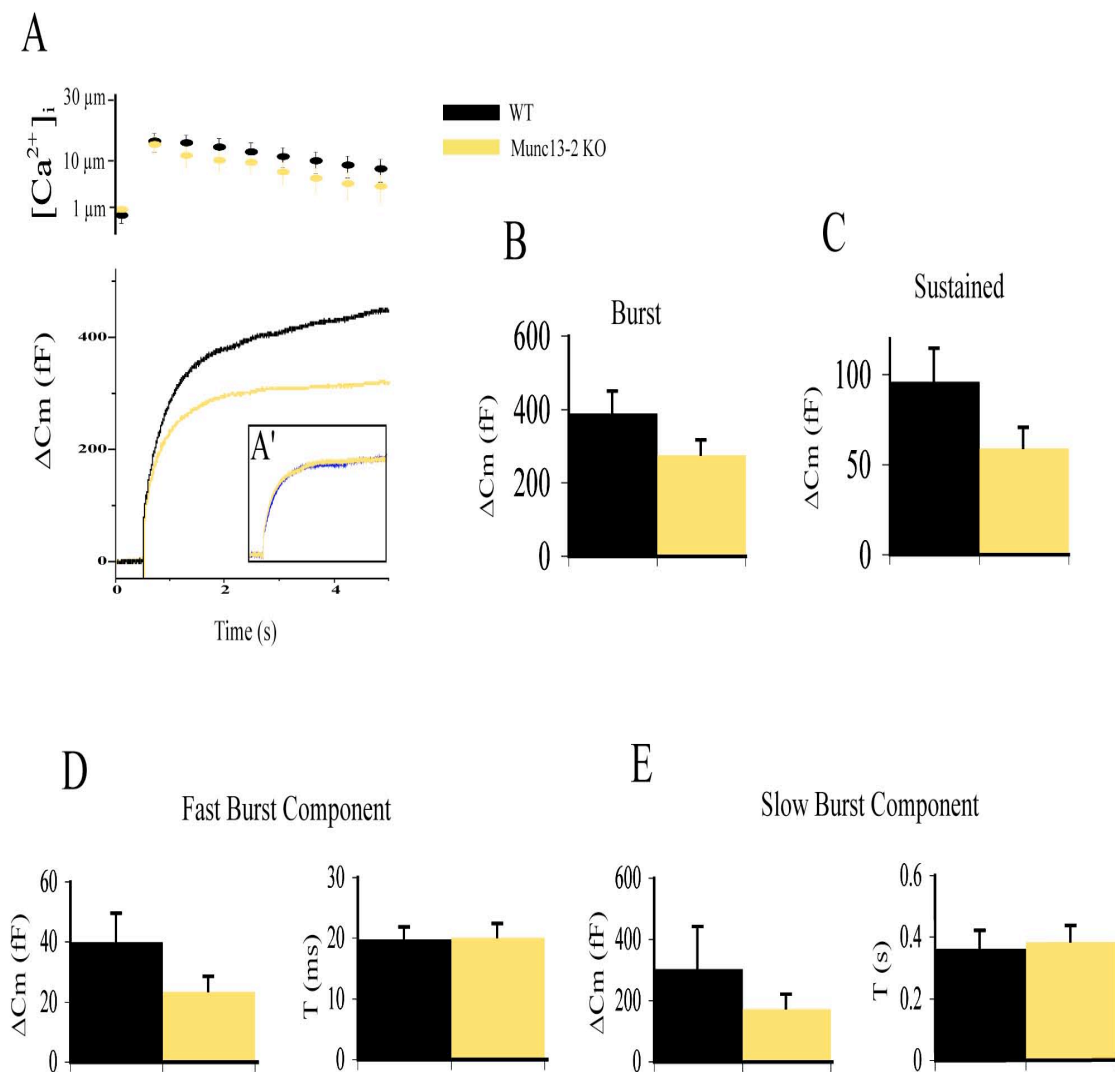 A
30 µm
10 µm
1 µm
[Ca2+]i
WT
Munc13-2 KO
400
200
0
ΔCm (fF)
A'
0 2 4
Time (s)
B
Burst
600
400
200
0
ΔCm (fF)
C
Sustained
100
50
0
ΔCm (fF)
D
Fast Burst Component
60
40
20
0
ΔCm (fF)
30
20
10
0
T (ms)
E
Slow Burst Component
600
400
200
0
ΔCm (fF)
0.6
0.4
0.2
0
T (s)